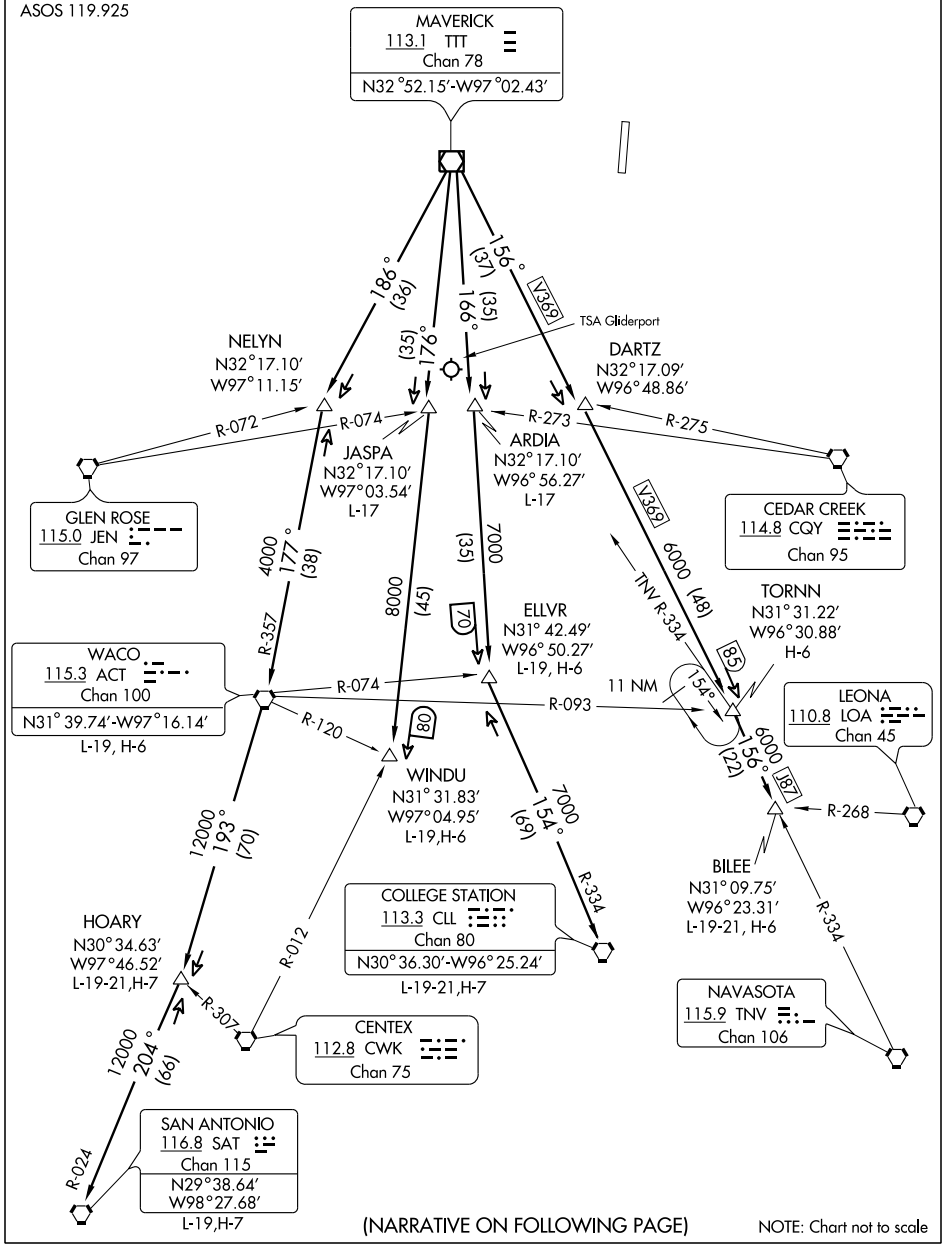 ASOS 119.925
MAVERICK
113.1 TTT
Chan 78
N32°52.15'-W97°02.43'
186°
(36)
(35)
176°
(35)
166°
156°
(37)
V369
TSA Gliderport
NELYN
N32°17.10'
W97°11.15'
DARTZ
N32°17.09'
W96°48.86'
R-072
R-074
R-273
R-275
JASPA
N32°17.10'
W97°03.54'
L-17
ARDIA
N32°17.10'
W96°56.27'
L-17
GLEN ROSE
115.0 JEN
Chan 97
CEDAR CREEK
114.8 CQY
Chan 95
4000
177°
(38)
R-357
8000
(45)
7000
(35)
V369
6000
(48)
TNV R-334
70
ELLVR
N31°42.49'
W96°50.27'
L-19, H-6
TORNN
N31°31.22'
W96°30.88'
H-6
85
WACO
115.3 ACT
Chan 100
N31°39.74'-W97°16.14'
L-19, H-6
R-074
R-093
R-120
11 NM
154°
LEONA
110.8 LOA
Chan 45
80
WINDU
N31°31.83'
W97°04.95'
L-19,H-6
6000
156°
(22)
J87
R-268
12000
193°
(70)
7000
154°
(69)
R-334
BILEE
N31°09.75'
W96°23.31'
L-19-21, H-6
COLLEGE STATION
113.3 CLL
Chan 80
N30°36.30'-W96°25.24'
L-19-21,H-7
R-334
HOARY
N30°34.63'
W97°46.52'
L-19-21,H-7
R-012
R-307
CENTEX
112.8 CWK
Chan 75
NAVASOTA
115.9 TNV
Chan 106
12000
204°
(66)
R-024
SAN ANTONIO
116.8 SAT
Chan 115
N29°38.64'
W98°27.68'
L-19,H-7
(NARRATIVE ON FOLLOWING PAGE)
NOTE: Chart not to scale